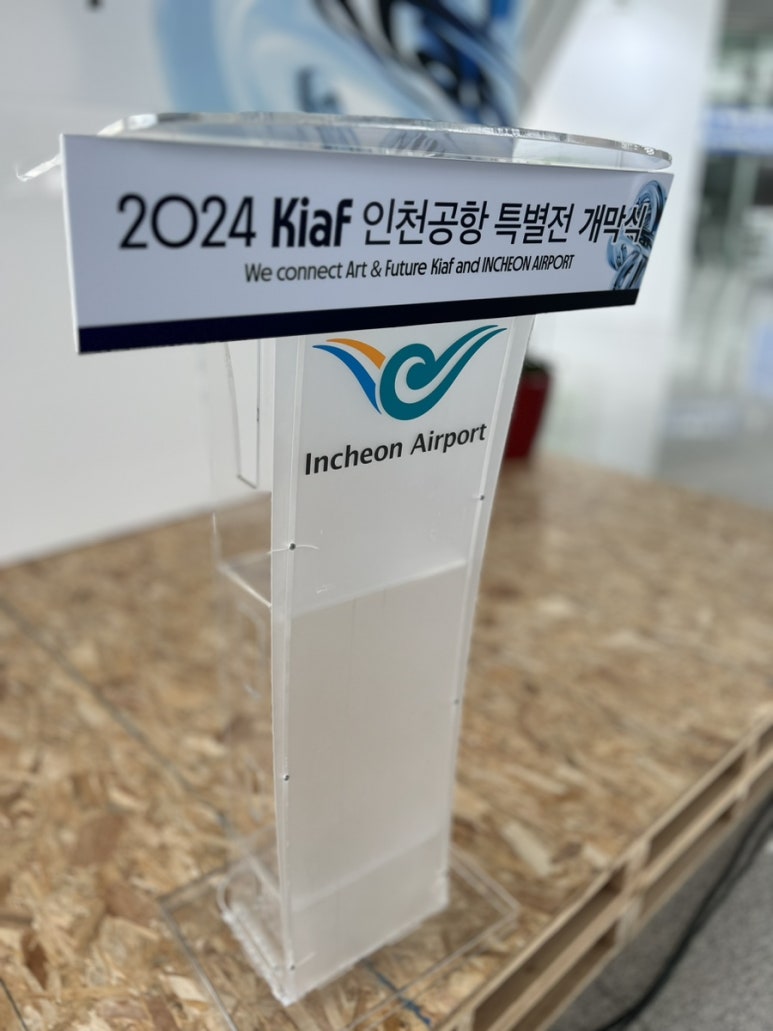 2024 Kiaf 인천공항 특별전 개막식
We connect Art & Future Kiaf and INCHEON AIRPORT
Incheon Airport